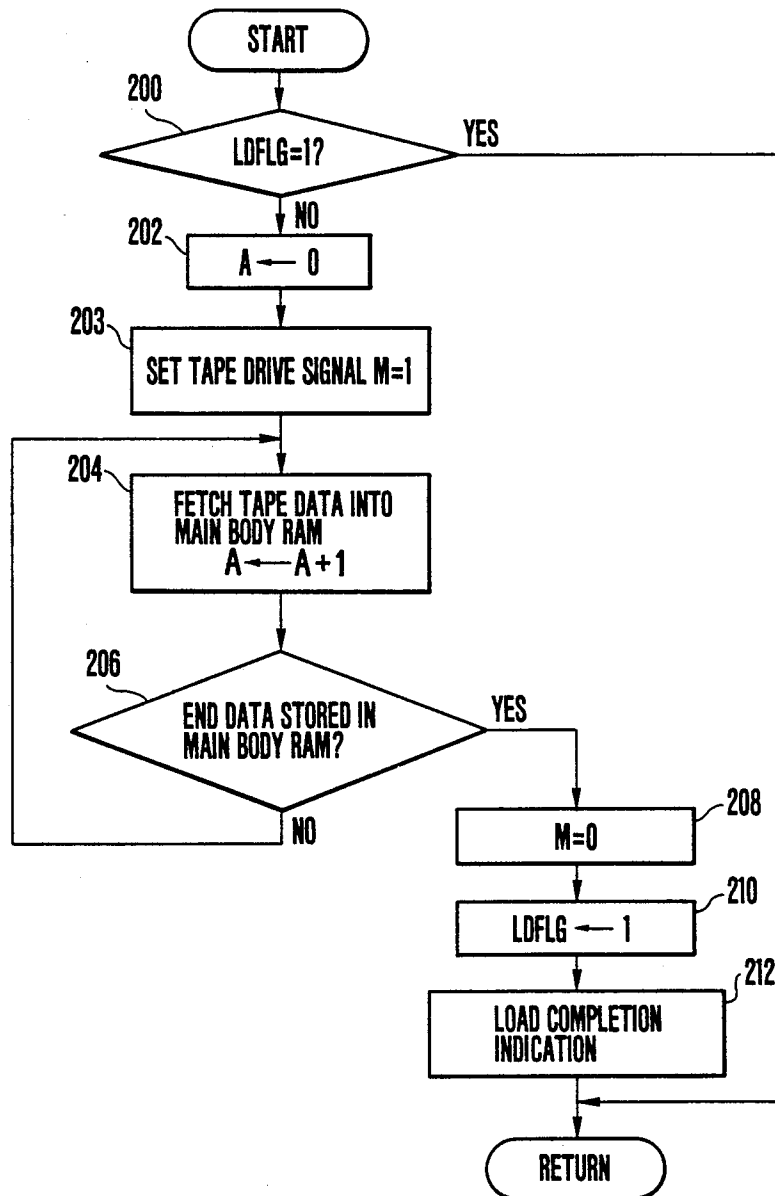 START
200
LDFLG=1?
YES
NO
202
A ← 0
203
SET TAPE DRIVE SIGNAL M=1
204
FETCH TAPE DATA INTO
MAIN BODY RAM
A ← A+1
206
END DATA STORED IN
MAIN BODY RAM?
YES
NO
208
M=0
210
LDFLG ← 1
212
LOAD COMPLETION
INDICATION
RETURN